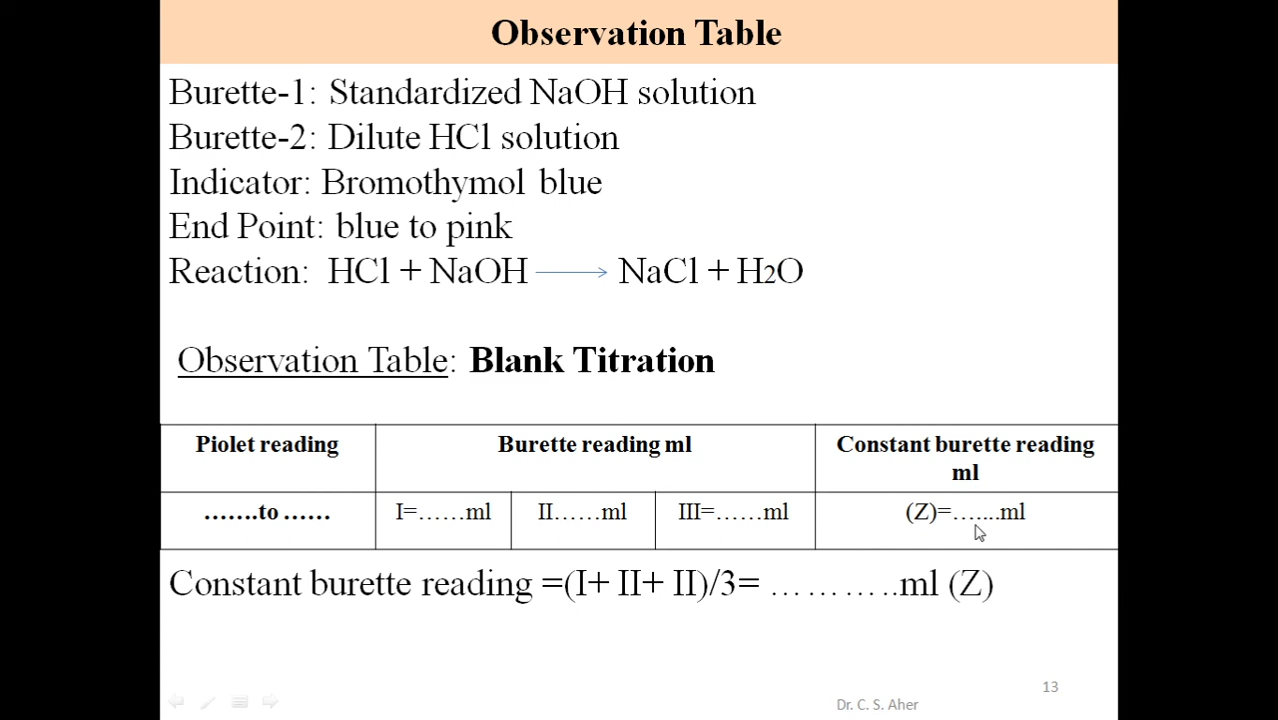 Observation Table
Burette-1: Standardized NaOH solution
Burette-2: Dilute HCl solution
Indicator: Bromothymol blue
End Point: blue to pink
Reaction: HCl + NaOH ⟶ NaCl + H2O
Observation Table: Blank Titration
Piolet reading Burette reading ml Constant burette reading ml
…….to …… I=……ml II……ml III=……ml (Z)=…....ml
Constant burette reading =(I+ II+ II)/3= ………..ml (Z)
13
Dr. C. S. Aher